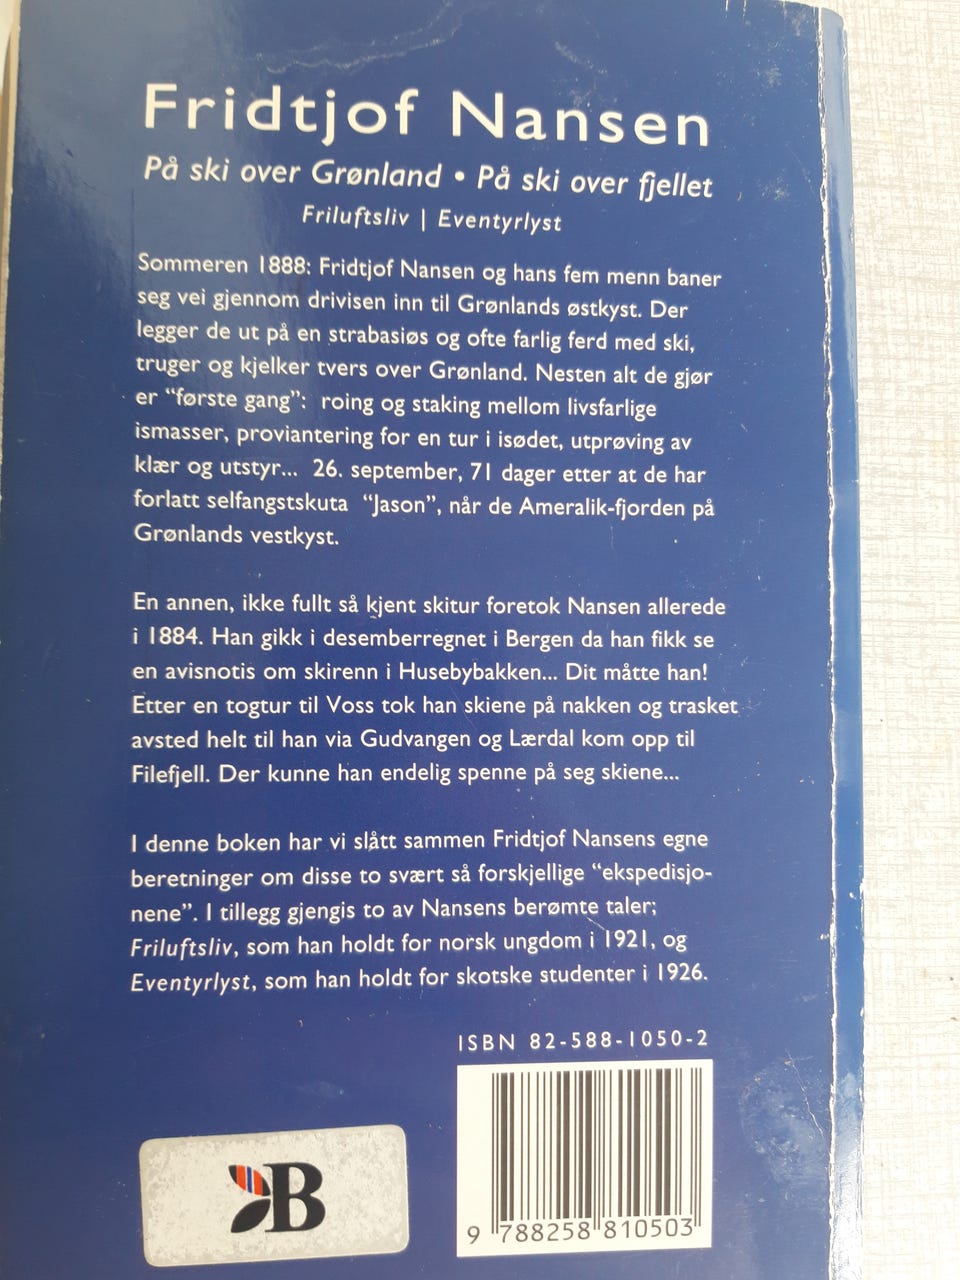 Fridtjof Nansen
På ski over Grønland • På ski over fjellet
Friluftsliv | Eventyrlyst
Sommeren 1888: Fridtjof Nansen og hans fem menn baner
seg vei gjennom drivisen inn til Grønlands østkyst. Der
legger de ut på en strabasiøs og ofte farlig ferd med ski,
truger og kjelker tvers over Grønland. Nesten alt de gjør
er “første gang”: roing og staking mellom livsfarlige
ismasser, proviantering for en tur i isødet, utprøving av
klær og utstyr... 26. september, 71 dager etter at de har
forlatt selfangstskuta “Jason”, når de Ameralik-fjorden på
Grønlands vestkyst.
En annen, ikke fullt så kjent skitur foretok Nansen allerede
i 1884. Han gikk i desemberregnet i Bergen da han fikk se
en avisnotis om skirenn i Husebybakken... Dit måtte han!
Etter en togtur til Voss tok han skiene på nakken og trasket
avsted helt til han via Gudvangen og Lærdal kom opp til
Filefjell. Der kunne han endelig spenne på seg skiene...
I denne boken har vi slått sammen Fridtjof Nansens egne
beretninger om disse to svært så forskjellige “ekspedisjo-
nene”. I tillegg gjengis to av Nansens berømte taler;
Friluftsliv, som han holdt for norsk ungdom i 1921, og
Eventyrlyst, som han holdt for skotske studenter i 1926.
ISBN 82-588-1050-2
B
9 788258 810503